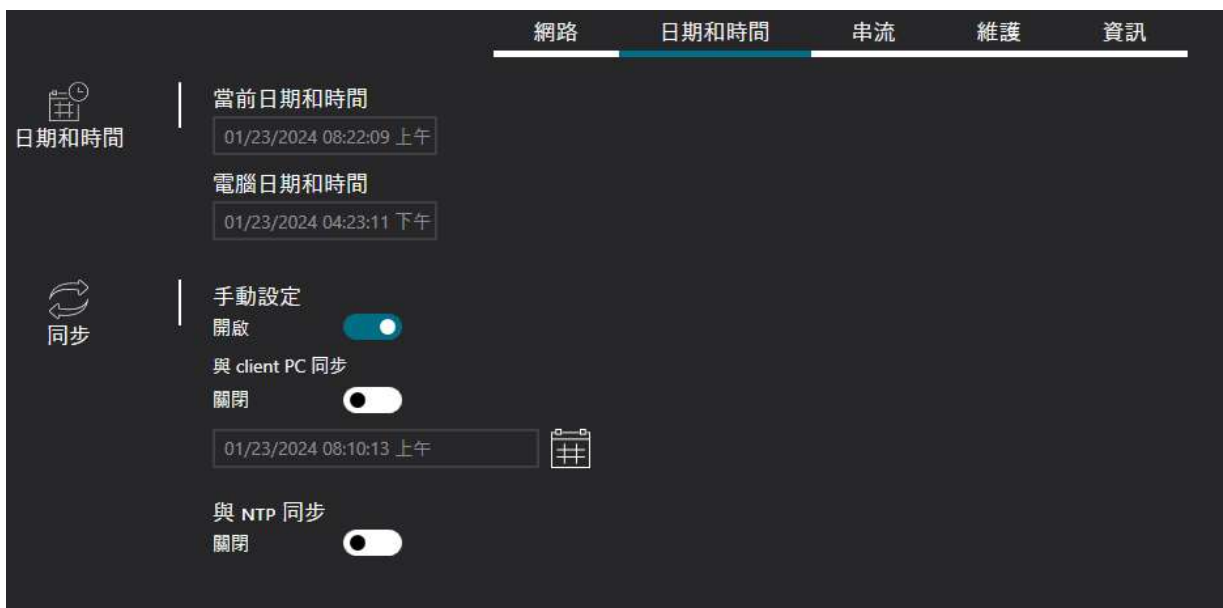 網路 日期和時間 串流 維護 資訊
日期和時間
當前日期和時間
01/23/2024 08:22:09 上午
電腦日期和時間
01/23/2024 04:23:11 下午
同步
手動設定
開啟
與 client PC 同步
關閉
01/23/2024 08:10:13 上午
與 NTP 同步
關閉